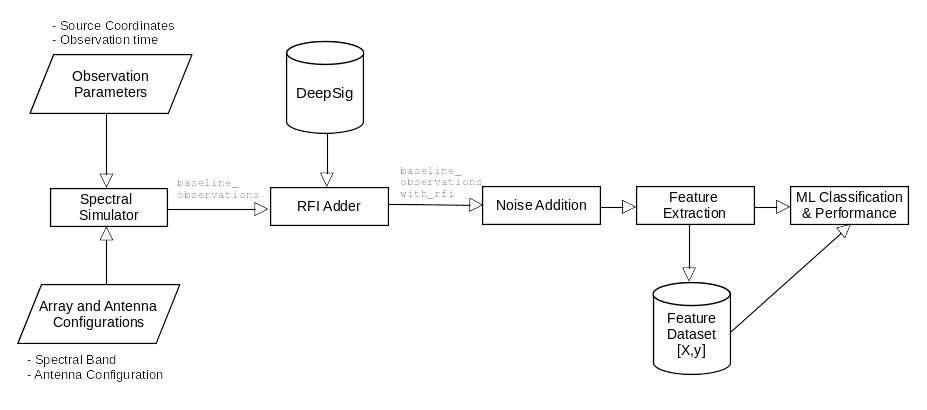 - Source Coordinates
- Observation time
Observation
Parameters
DeepSig
Spectral
Simulator
baseline_
observations
RFI Adder
baseline_
observations
with_rfi
Noise Addition
Feature
Extraction
ML Classification
& Performance
Array and Antenna
Configurations
- Spectral Band
- Antenna Configuration
Feature
Dataset
[X,y]